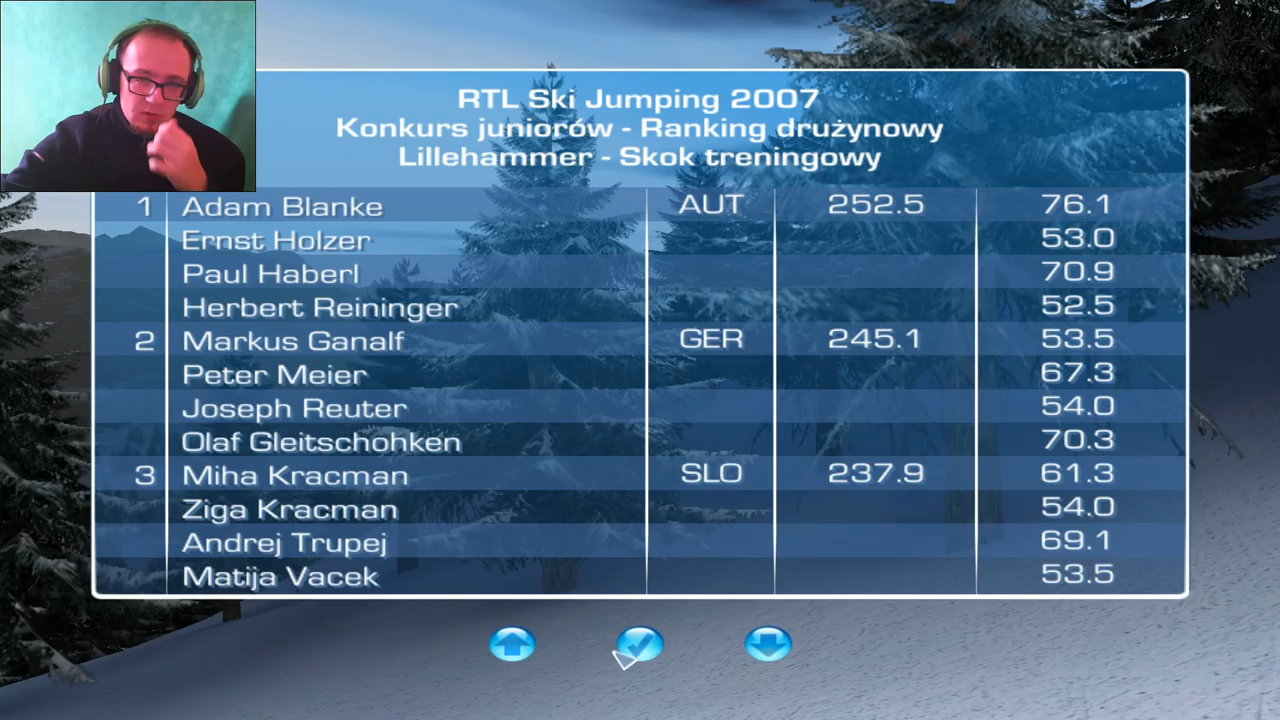 RTL Ski Jumping 2007
Konkurs juniorów - Ranking drużynowy
Lillehammer - Skok treningowy
1 Adam Blanke AUT 252.5 76.1
Ernst Holzer 53.0
Paul Haberl 70.9
Herbert Reininger 52.5
2 Markus Ganalf GER 245.1 53.5
Peter Meier 67.3
Joseph Reuter 54.0
Olaf Gleitschohken 70.3
3 Miha Kracman SLO 237.9 61.3
Ziga Kracman 54.0
Andrej Trupej 69.1
Matija Vacek 53.5